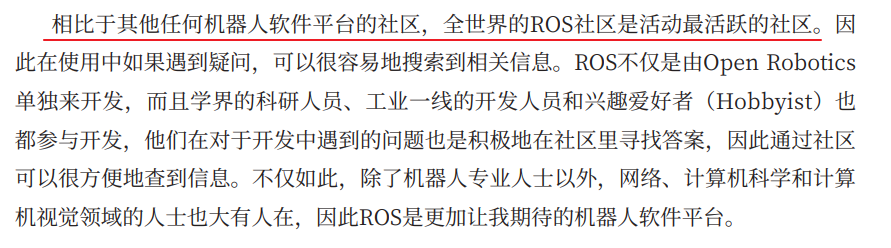 相比于其他任何机器人软件平台的社区，全世界的ROS社区是活动最活跃的社区。因
此在使用中如果遇到疑问，可以很容易地搜索到相关信息。ROS不仅是由Open Robotics
单独来开发，而且学界的科研人员、工业一线的开发人员和兴趣爱好者（Hobbyist）也
都参与开发，他们在对于开发中遇到的问题也是积极地在社区里寻找答案，因此通过社区
可以很方便地查到信息。不仅如此，除了机器人专业人士以外，网络、计算机科学和计算
机视觉领域的人士也大有人在，因此ROS是更加让我期待的机器人软件平台。